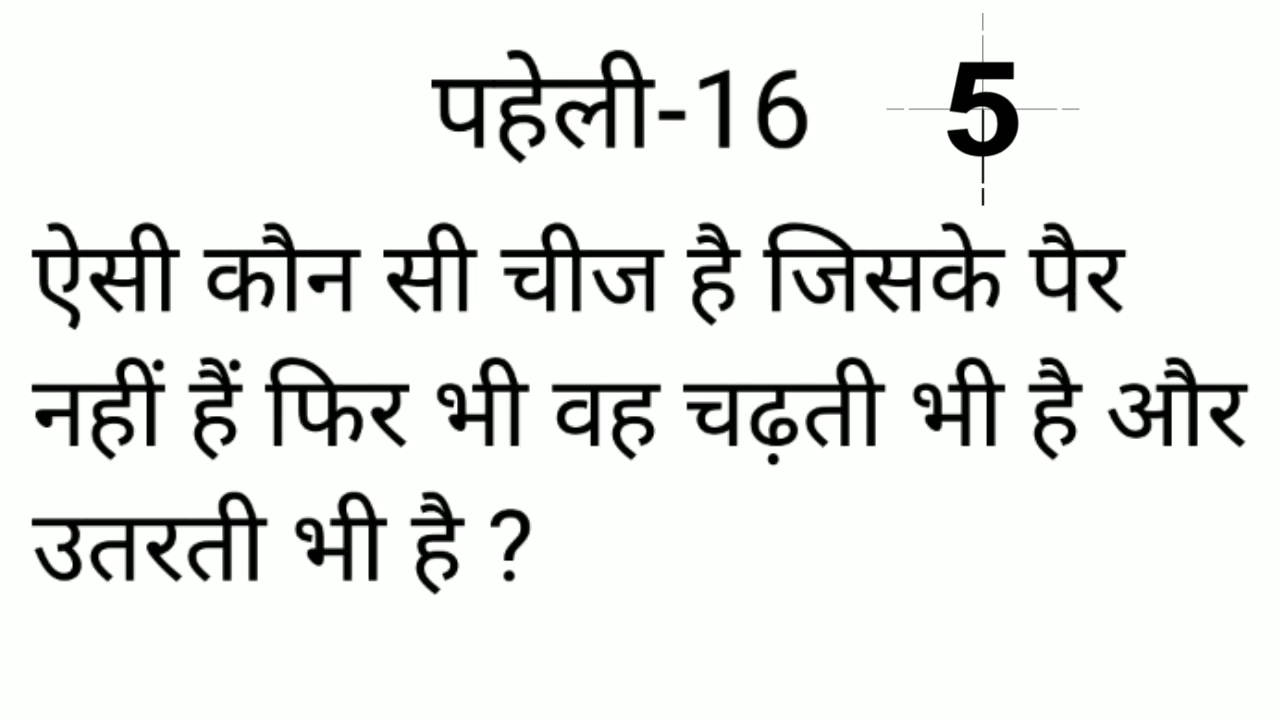 पहेली-16 5
ऐसी कौन सी चीज है जिसके पैर
नहीं हैं फिर भी वह चढ़ती भी है और
उतरती भी है ?